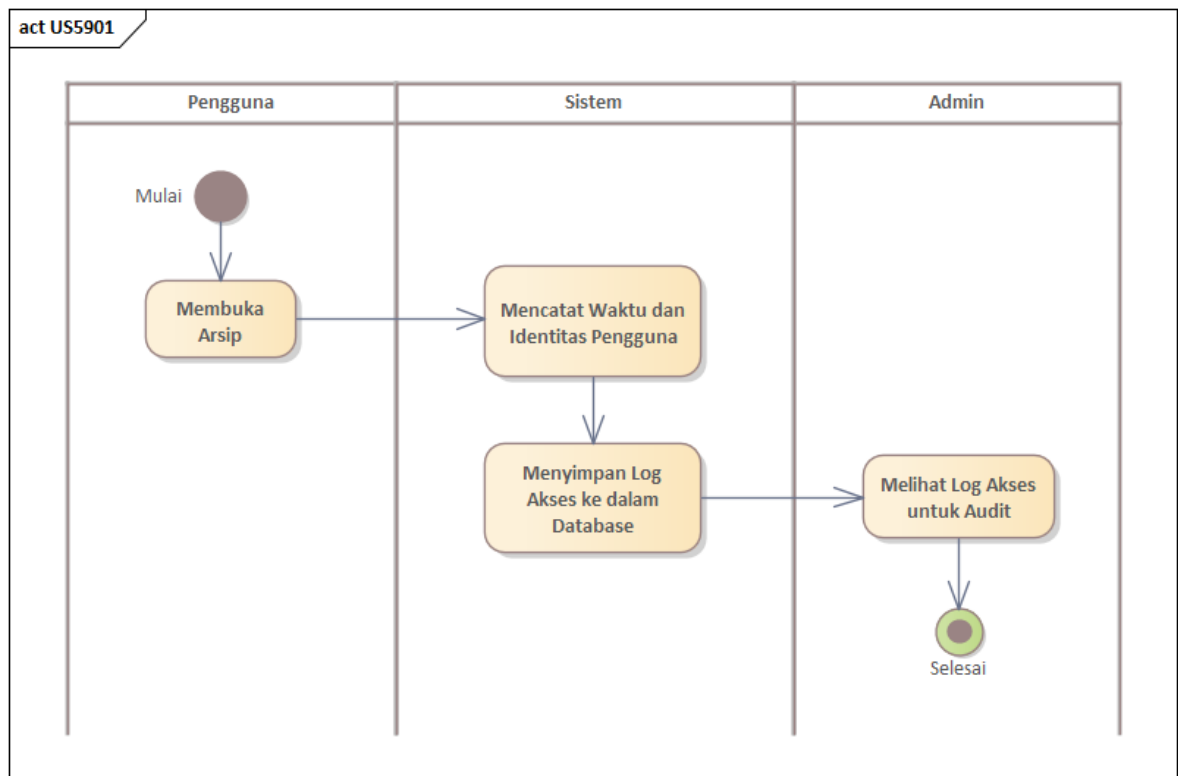 act US5901
Pengguna
Sistem
Admin
Mulai
Membuka
Arsip
Mencatat Waktu dan
Identitas Pengguna
Menyimpan Log
Akses ke dalam
Database
Melihat Log Akses
untuk Audit
Selesai